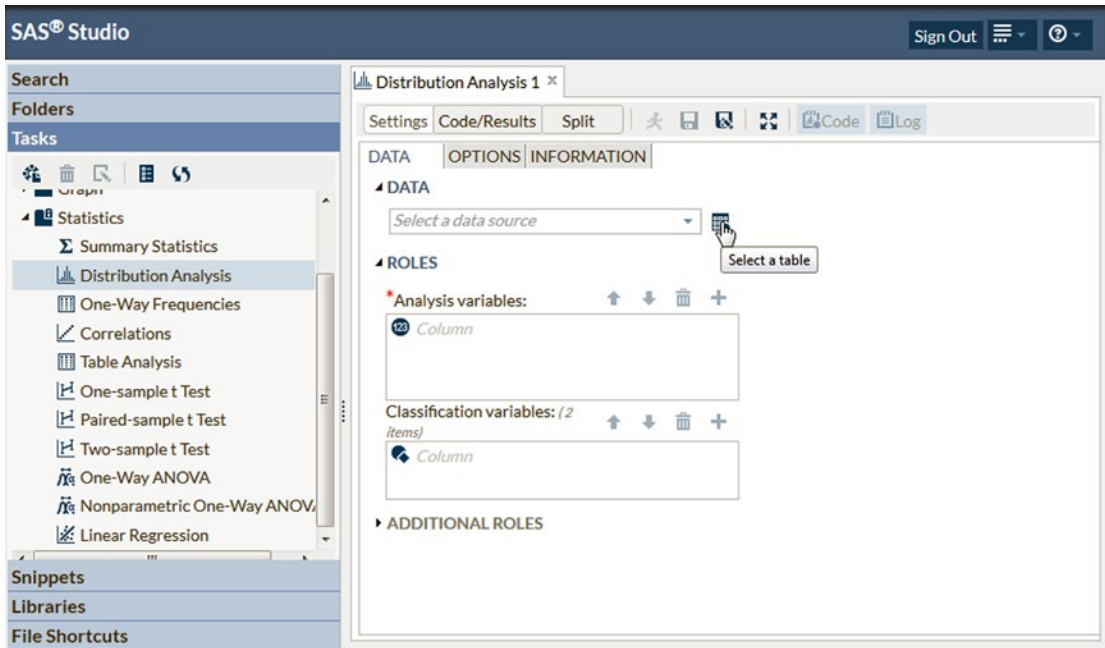 SAS® Studio
Sign Out
Search
Folders
Tasks
Graph
Statistics
Σ Summary Statistics
Distribution Analysis
One-Way Frequencies
Correlations
Table Analysis
One-sample t Test
Paired-sample t Test
Two-sample t Test
One-Way ANOVA
Nonparametric One-Way ANOV
Linear Regression
Snippets
Libraries
File Shortcuts
Distribution Analysis 1
Settings Code/Results Split Code Log
DATA OPTIONS INFORMATION
DATA
Select a data source
Select a table
ROLES
*Analysis variables:
123 Column
Classification variables: (2
items)
Column
ADDITIONAL ROLES